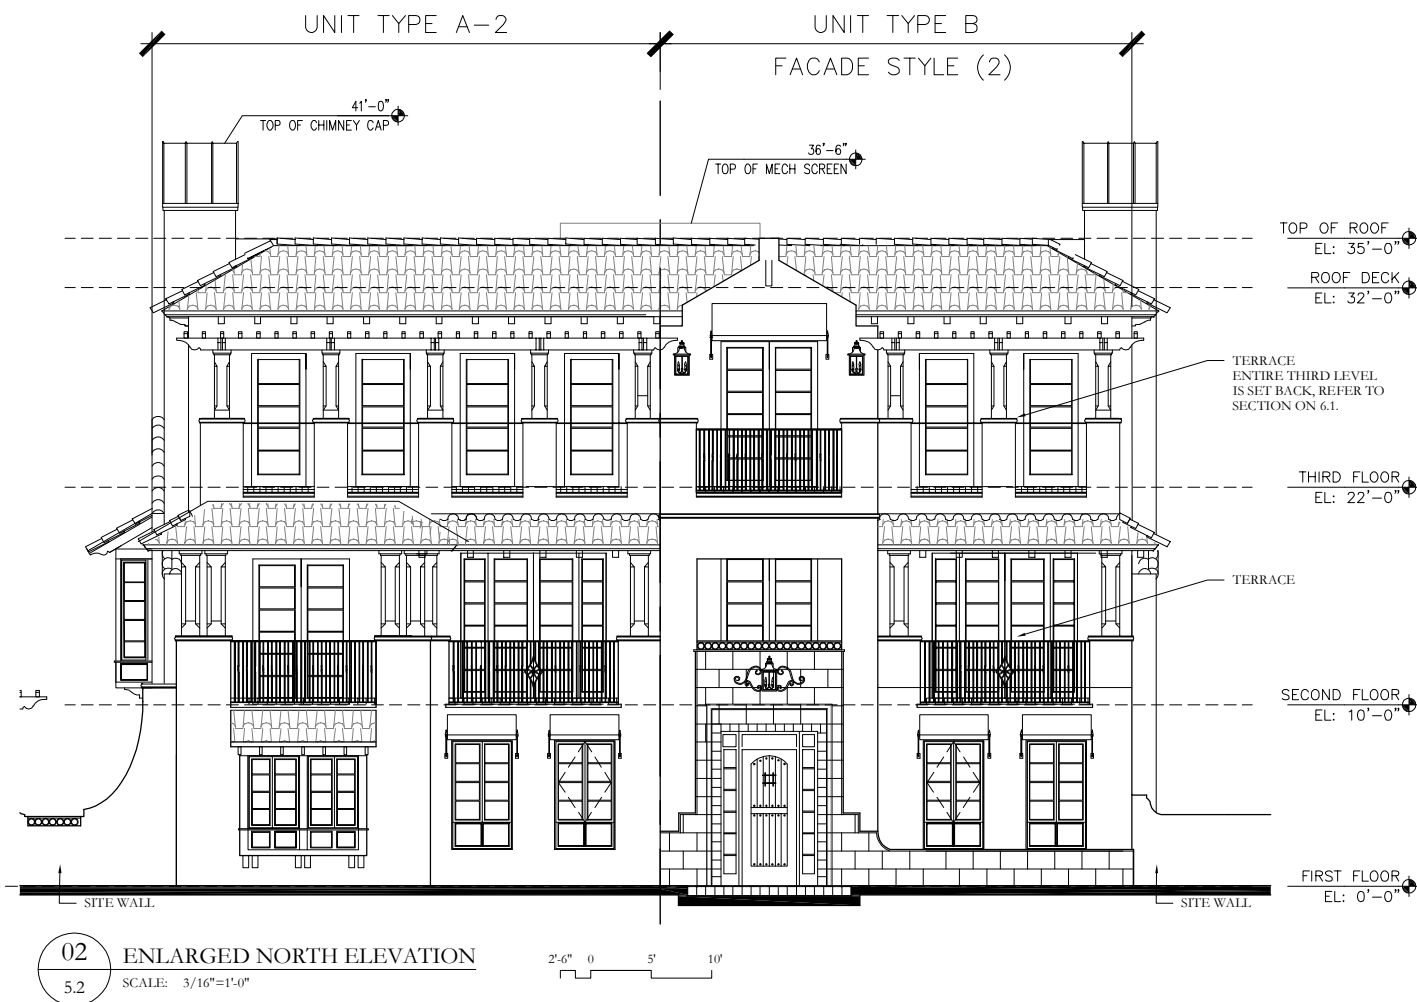 UNIT TYPE A-2
UNIT TYPE B
FACADE STYLE (2)
41'-0"
TOP OF CHIMNEY CAP
36'-6"
TOP OF MECH SCREEN
TOP OF ROOF
EL: 35'-0"
ROOF DECK
EL: 32'-0"
TERRACE
ENTIRE THIRD LEVEL
IS SET BACK, REFER TO
SECTION ON 6.1.
THIRD FLOOR
EL: 22'-0"
TERRACE
SECOND FLOOR
EL: 10'-0"
FIRST FLOOR
EL: 0'-0"
SITE WALL
SITE WALL
02
5.2
ENLARGED NORTH ELEVATION
SCALE: 3/16"=1'-0"
2'-6" 0 5' 10'